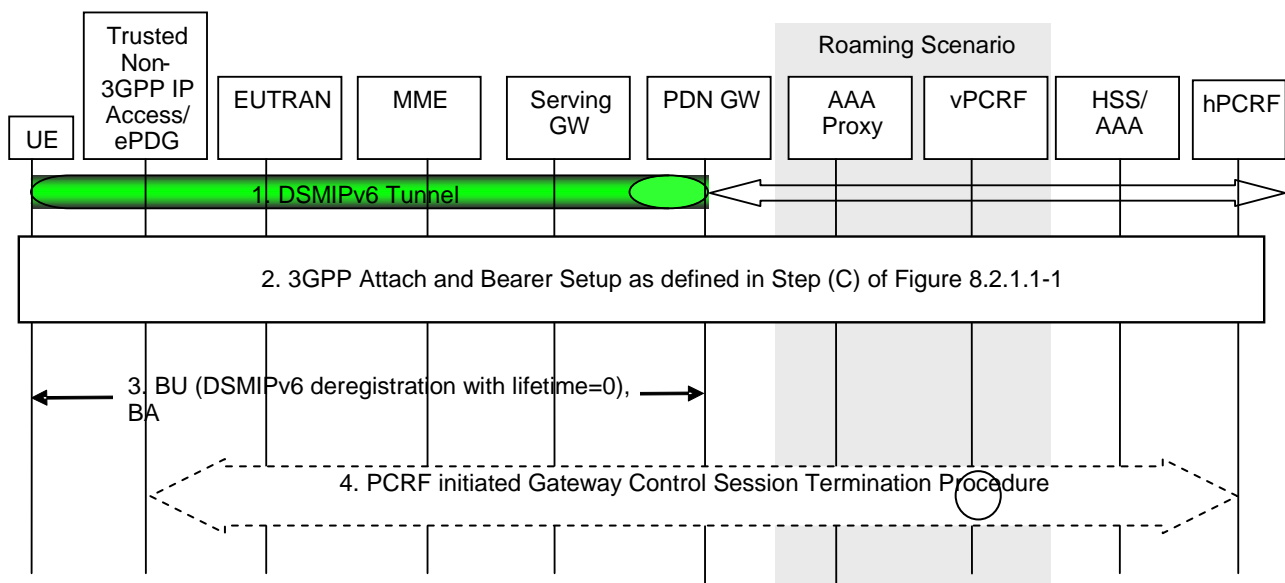 Roaming Scenario
UE
Trusted
Non-
3GPP IP
Access/
ePDG
EUTRAN
MME
Serving
GW
PDN GW
AAA
Proxy
vPCRF
HSS/
AAA
hPCRF
1. DSMIPv6 Tunnel
2. 3GPP Attach and Bearer Setup as defined in Step (C) of Figure 8.2.1.1-1
3. BU (DSMIPv6 deregistration with lifetime=0),
BA
4. PCRF initiated Gateway Control Session Termination Procedure